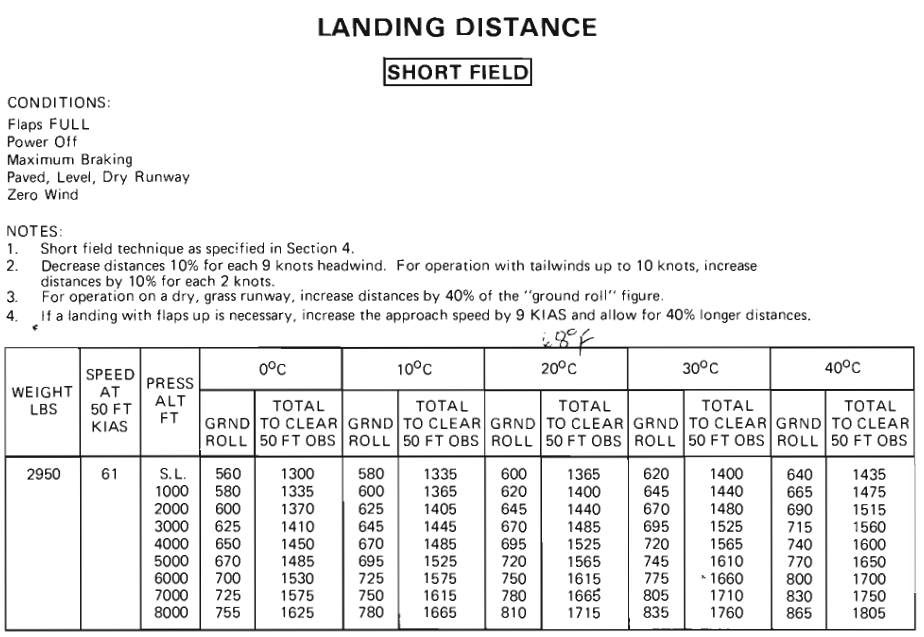 LANDING DISTANCE
SHORT FIELD
CONDITIONS:
Flaps FULL
Power Off
Maximum Braking
Paved, Level, Dry Runway
Zero Wind
NOTES:
1. Short field technique as specified in Section 4.
2. Decrease distances 10% for each 9 knots headwind. For operation with tailwinds up to 10 knots, increase
distances by 10% for each 2 knots.
3. For operation on a dry, grass runway, increase distances by 40% of the "ground roll" figure.
4. If a landing with flaps up is necessary, increase the approach speed by 9 KIAS and allow for 40% longer distances.
68°F
WEIGHT LBS SPEED AT 50 FT KIAS PRESS ALT FT 0°C 10°C 20°C 30°C 40°C
GRND ROLL TOTAL TO CLEAR 50 FT OBS GRND ROLL TOTAL TO CLEAR 50 FT OBS GRND ROLL TOTAL TO CLEAR 50 FT OBS GRND ROLL TOTAL TO CLEAR 50 FT OBS GRND ROLL TOTAL TO CLEAR 50 FT OBS
2950 61 S.L. 560 1300 580 1335 600 1365 620 1400 640 1435
1000 580 1335 600 1365 620 1400 645 1440 665 1475
2000 600 1370 625 1405 645 1440 670 1480 690 1515
3000 625 1410 645 1445 670 1485 695 1525 715 1560
4000 650 1450 670 1485 695 1525 720 1565 740 1600
5000 670 1485 695 1525 720 1565 745 1610 770 1650
6000 700 1530 725 1575 750 1615 775 1660 800 1700
7000 725 1575 750 1615 780 1665 805 1710 830 1750
8000 755 1625 780 1665 810 1715 835 1760 865 1805